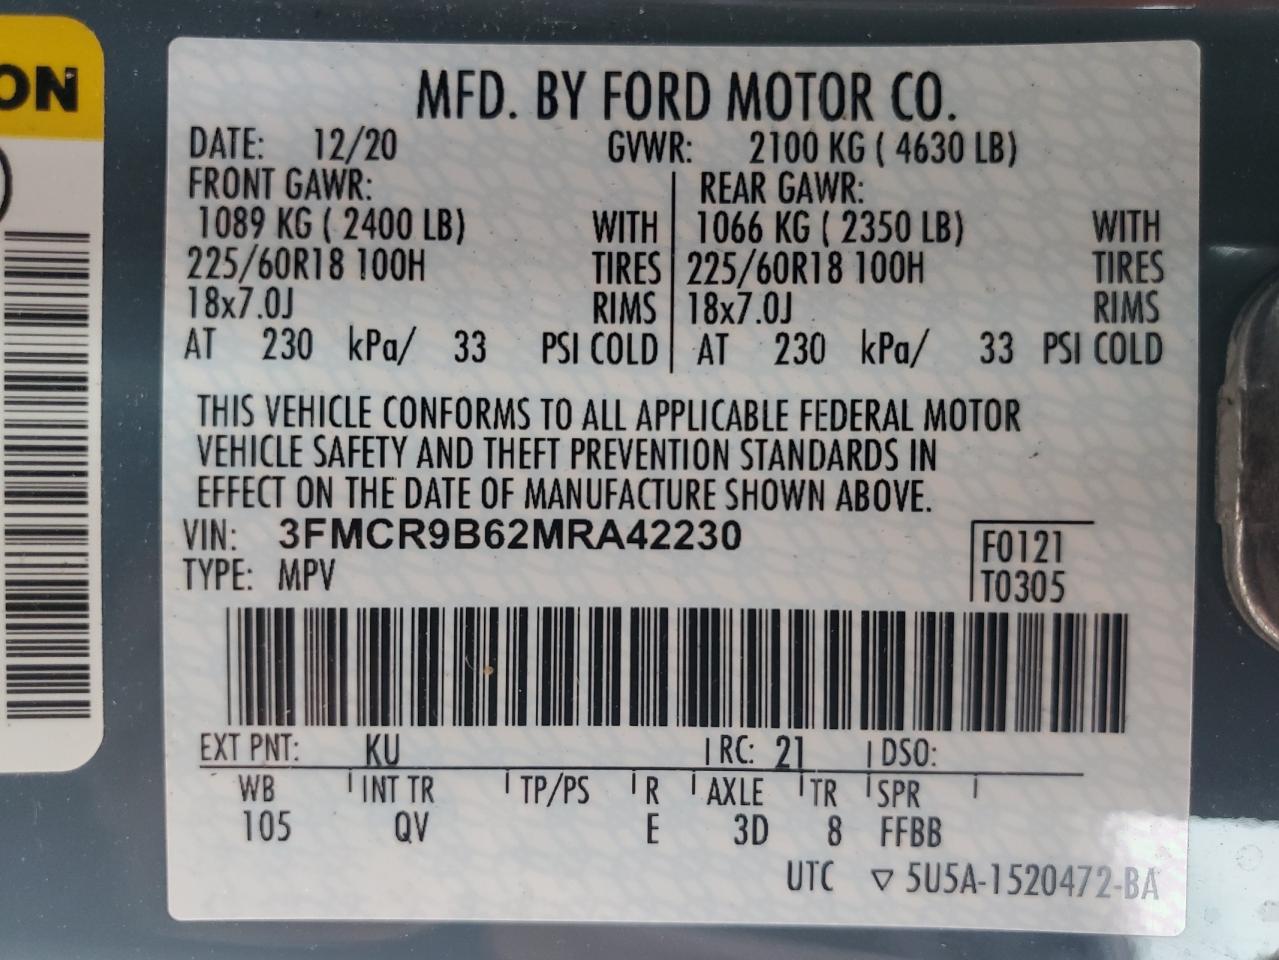 ON
MFD. BY FORD MOTOR CO.
DATE: 12/20 GVWR: 2100 KG ( 4630 LB)
FRONT GAWR: REAR GAWR:
1089 KG ( 2400 LB) WITH 1066 KG ( 2350 LB) WITH
225/60R18 100H TIRES 225/60R18 100H TIRES
18x7.0J RIMS 18x7.0J RIMS
AT 230 kPa/ 33 PSI COLD AT 230 kPa/ 33 PSI COLD
THIS VEHICLE CONFORMS TO ALL APPLICABLE FEDERAL MOTOR
VEHICLE SAFETY AND THEFT PREVENTION STANDARDS IN
EFFECT ON THE DATE OF MANUFACTURE SHOWN ABOVE.
VIN: 3FMCR9B62MRA42230 F0121
TYPE: MPV T0305
EXT PNT: KU RC: 21 DSO:
WB INT TR TP/PS R AXLE TR SPR
105 QV E 3D 8 FFBB
UTC ▽ 5U5A-1520472-BA